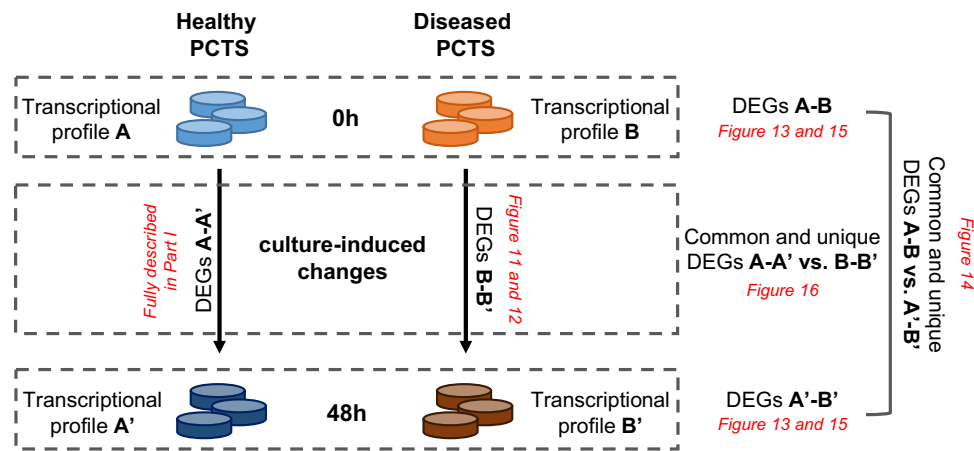 Healthy
PCTS
Diseased
PCTS
Transcriptional
profile A
0h
Transcriptional
profile B
DEGs A-B
Figure 13 and 15
Fully described
in Part I
DEGs A-A’
culture-induced
changes
DEGs B-B’
Figure 11 and 12
Common and unique
DEGs A-A’ vs. B-B’
Figure 16
Common and unique
DEGs A-B vs. A’-B’
Figure 14
Transcriptional
profile A’
48h
Transcriptional
profile B’
DEGs A’-B’
Figure 13 and 15